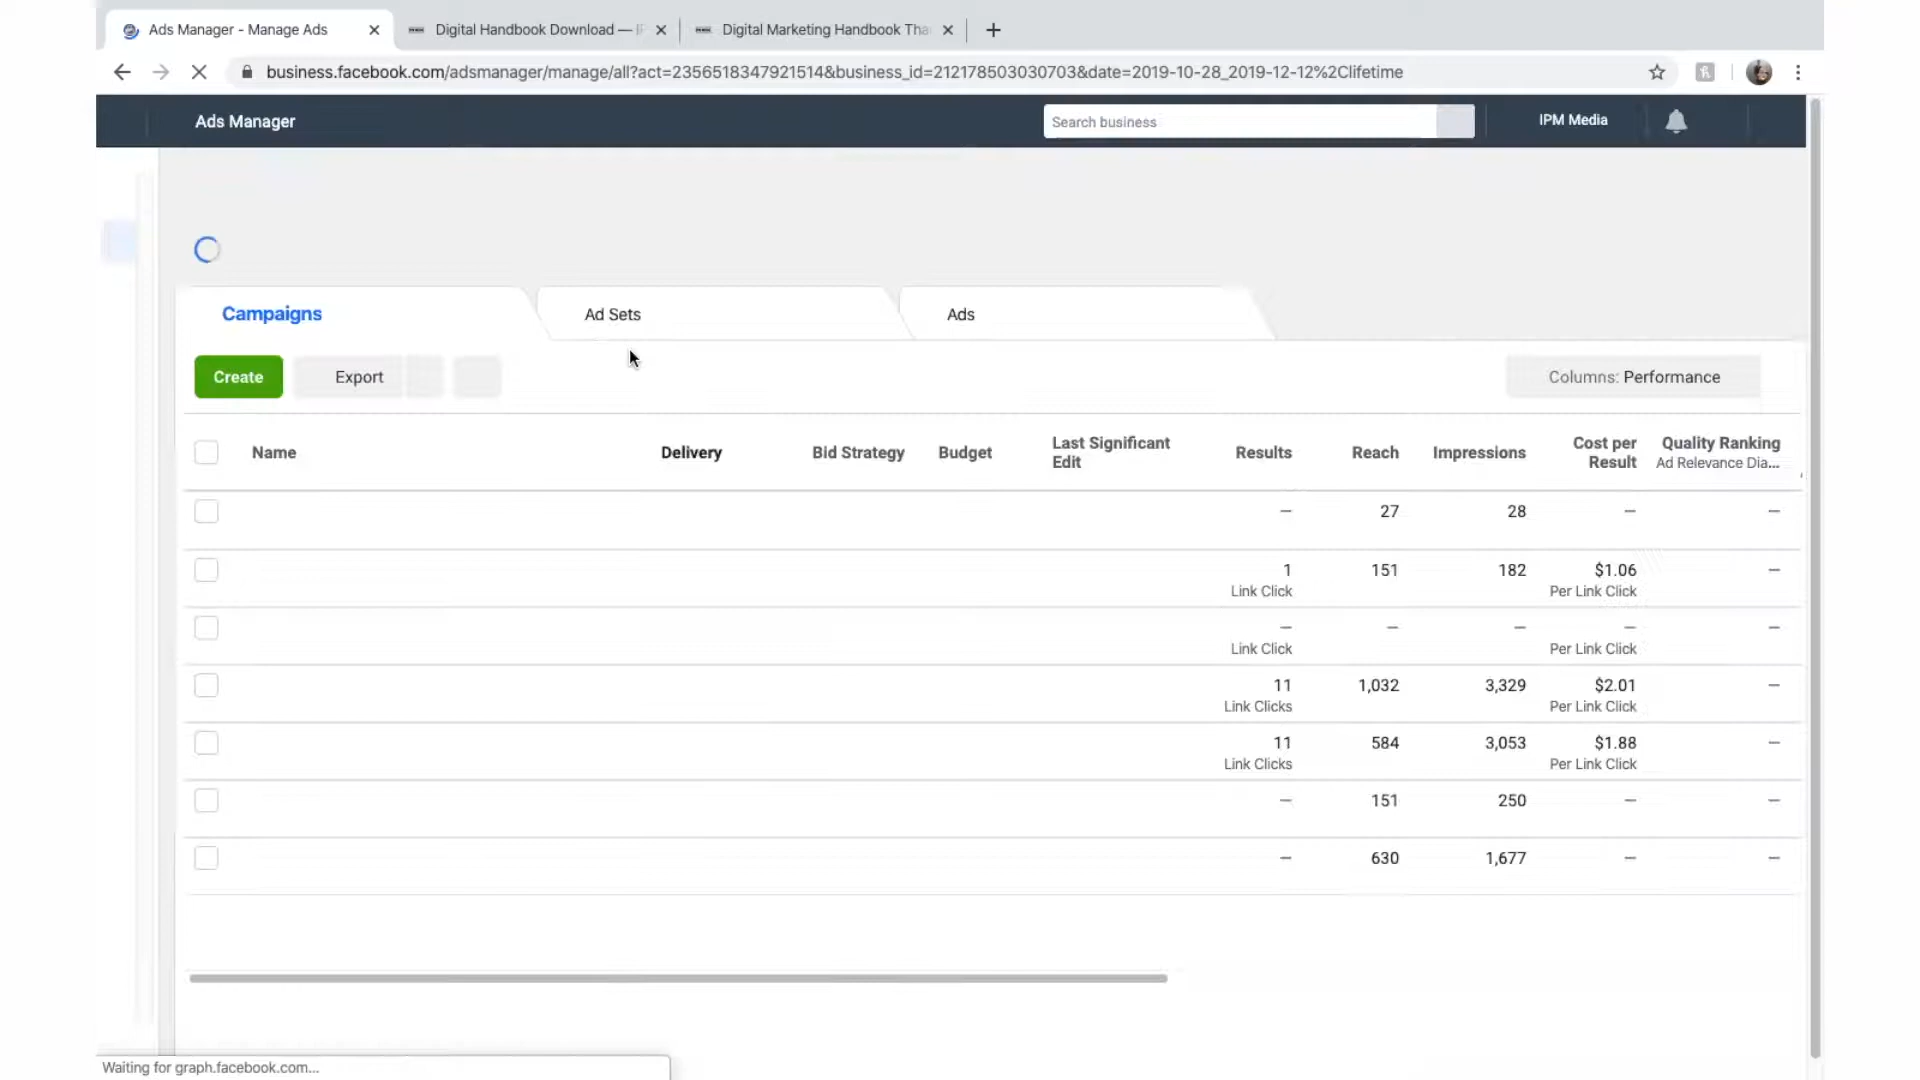 Ads Manager - Manage Ads
Digital Handbook Download —
Digital Marketing Handbook
business.facebook.com/adsmanager/manage/all?act=2356518347921514&business_id=212178503030703&date=2019-10-28_2019-12-12%2Clifetime
Ads Manager
Search business
IPM Media
Campaigns
Ad Sets
Ads
Create
Export
Columns: Performance
Name
Delivery
Bid Strategy
Budget
Last Significant
Edit
Results
Reach
Impressions
Cost per
Result
Quality Ranking
Ad Relevance Dia...
— 27 28 — —
1 151 182 $1.06 —
Link Click Per Link Click
— — — — —
Link Click Per Link Click
11 1,032 3,329 $2.01 —
Link Clicks Per Link Click
11 584 3,053 $1.88 —
Link Clicks Per Link Click
— 151 250 — —
— 630 1,677 — —
Waiting for graph.facebook.com...